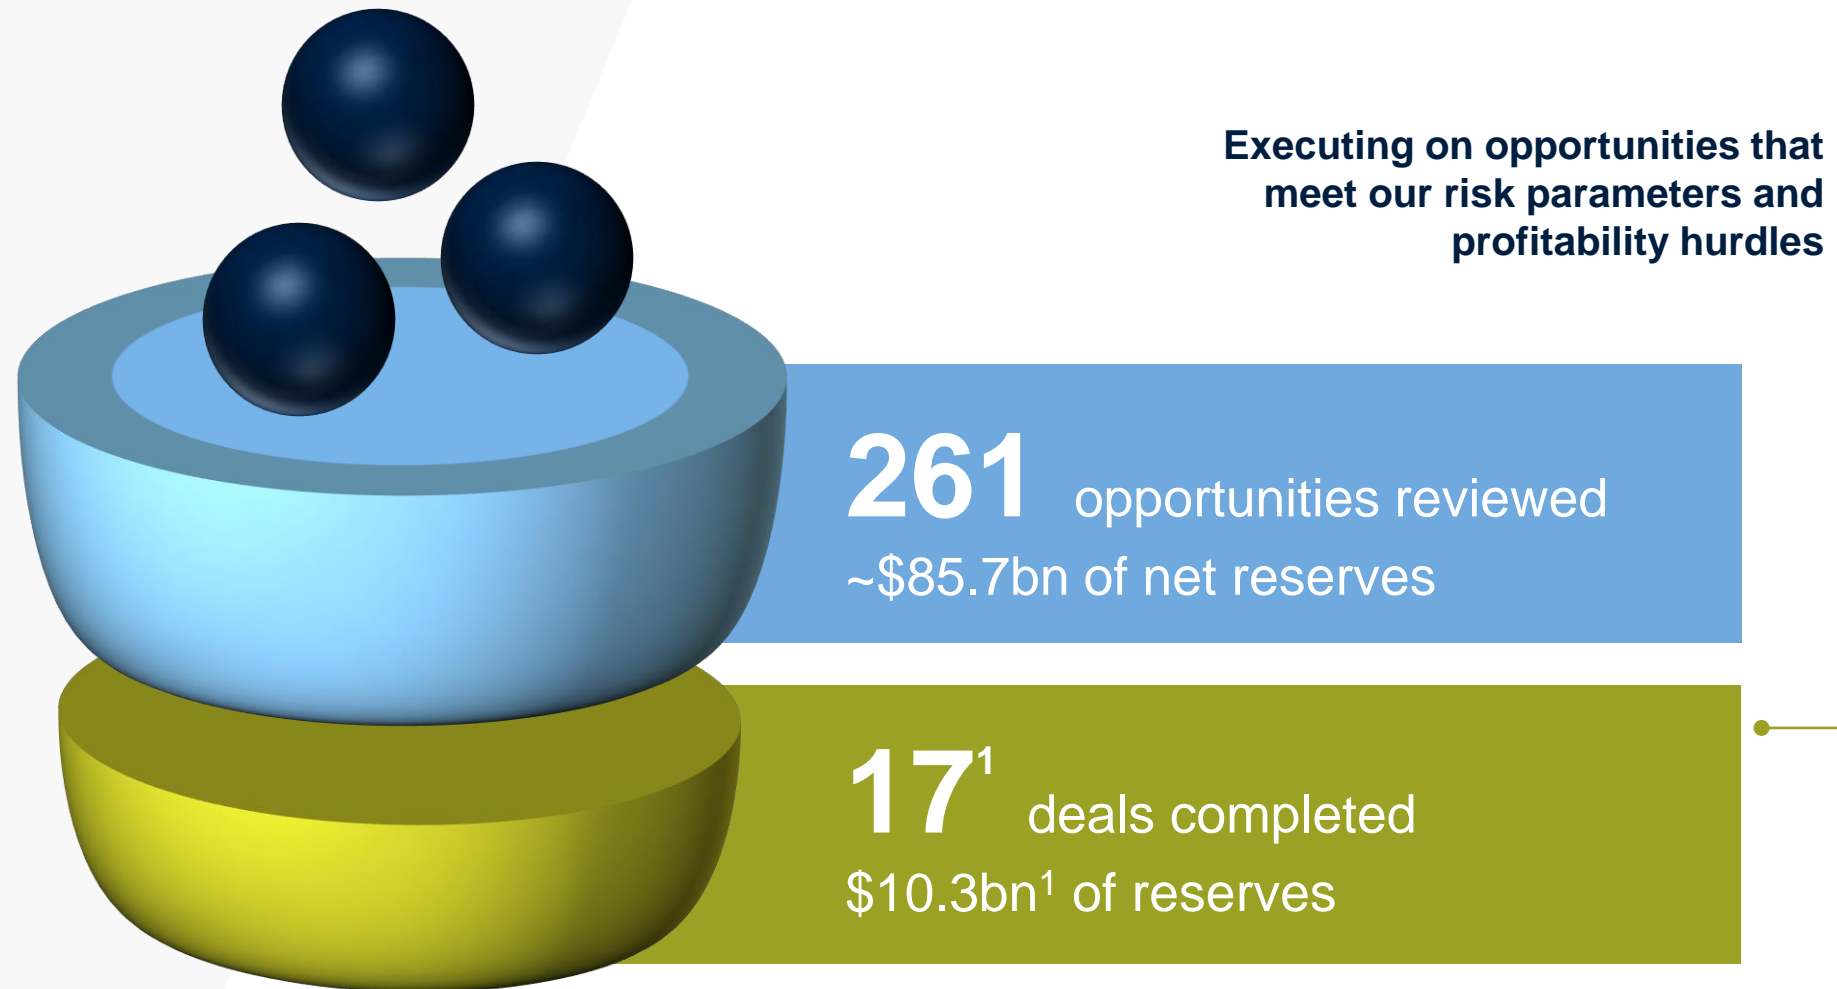 Executing on opportunities that
meet our risk parameters and
profitability hurdles
261 opportunities reviewed
~$85.7bn of net reserves
17¹ deals completed
$10.3bn¹ of reserves